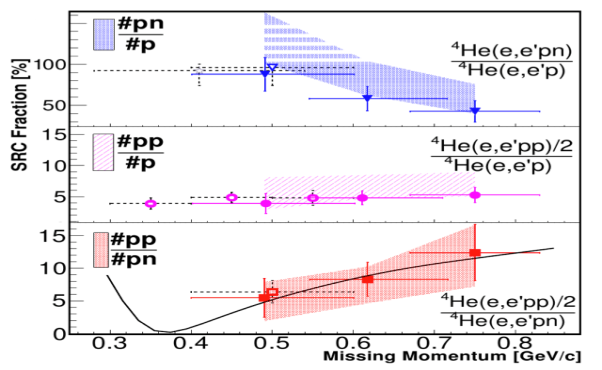 SRC Fraction [%]
#pn
#p
⁴He(e,e'pn)
⁴He(e,e'p)
100
50
#pp
#p
⁴He(e,e'pp)/2
⁴He(e,e'p)
15
10
5
#pp
#pn
⁴He(e,e'pp)/2
⁴He(e,e'pn)
15
10
5
0
0.3 0.4 0.5 0.6 0.7 0.8
Missing Momentum [GeV/c]